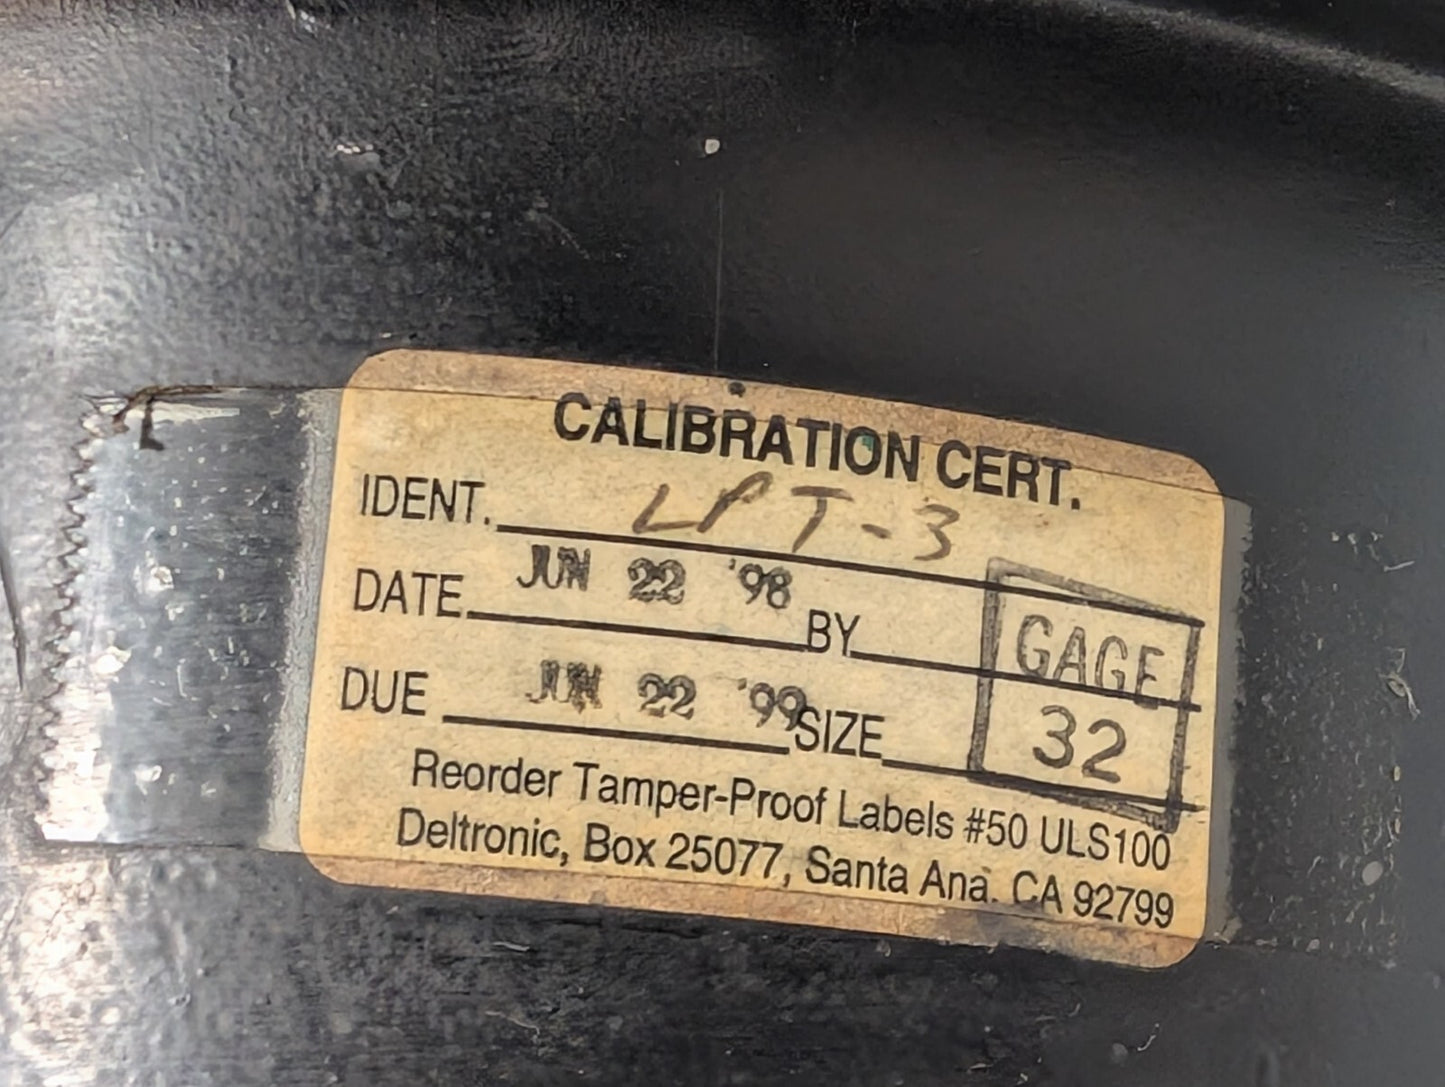 CALIBRATION CERT.
IDENT. LPT-3
DATE JUN 22 '98 BY GAGE
DUE JUN 22 '99 SIZE 32
Reorder Tamper-Proof Labels #50 ULS100
Deltronic, Box 25077, Santa Ana. CA 92799